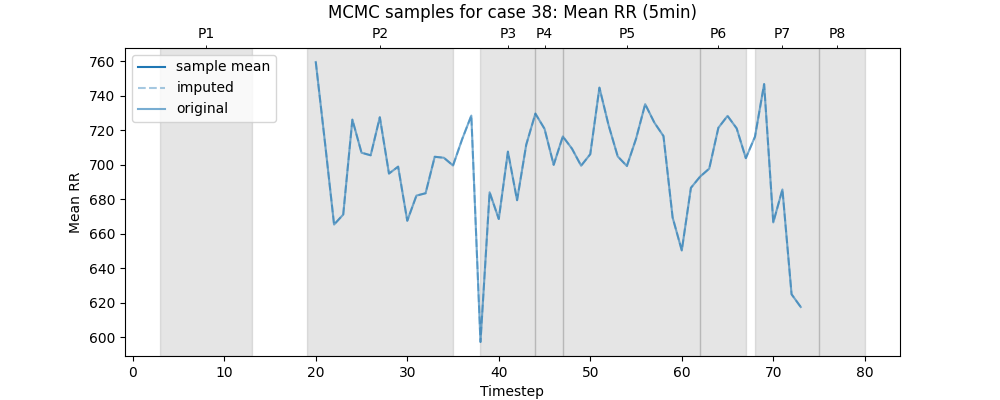 MCMC samples for case 38: Mean RR (5min)
P1 P2 P3 P4 P5 P6 P7 P8
sample mean
imputed
original
760
740
720
700
680
660
640
620
600
Mean RR
0 10 20 30 40 50 60 70 80
Timestep